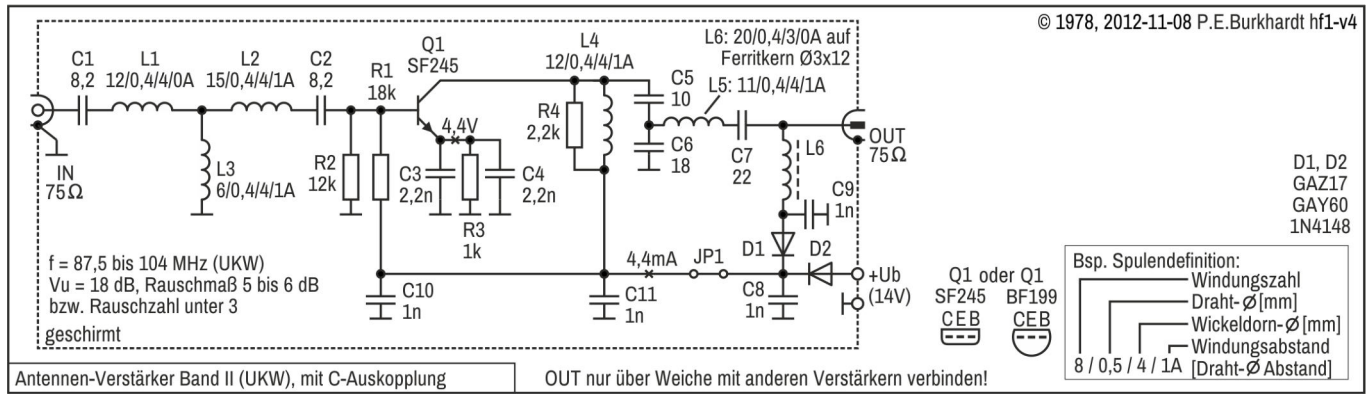 © 1978, 2012-11-08 P.E.Burkhardt hf1-v4
C1
8,2
L1
12/0,4/4/0A
L2
15/0,4/4/1A
C2
8,2
R1
18k
Q1
SF245
L4
12/0,4/4/1A
L6: 20/0,4/3/0A auf
Ferritkern Ø3x12
C5
10
L5: 11/0,4/4/1A
R4
2,2k
4,4V
IN
75Ω
L3
6/0,4/4/1A
R2
12k
C3
2,2n
R3
1k
C4
2,2n
C6
18
C7
22
L6
OUT
75Ω
C9
1n
D1
D2
D1, D2
GAZ17
GAY60
1N4148
f = 87,5 bis 104 MHz (UKW)
Vu = 18 dB, Rauschmaß 5 bis 6 dB
bzw. Rauschzahl unter 3
geschirmt
C10
1n
4,4mA
JP1
C11
1n
C8
1n
+Ub
(14V)
Q1 oder Q1
SF245 BF199
CEB CEB
Bsp. Spulendefinition:
Windungszahl
Draht-Ø[mm]
Wickeldorn-Ø[mm]
Windungsabstand
8 / 0,5 / 4 / 1A [Draht-Ø Abstand]
Antennen-Verstärker Band II (UKW), mit C-Auskopplung
OUT nur über Weiche mit anderen Verstärkern verbinden!